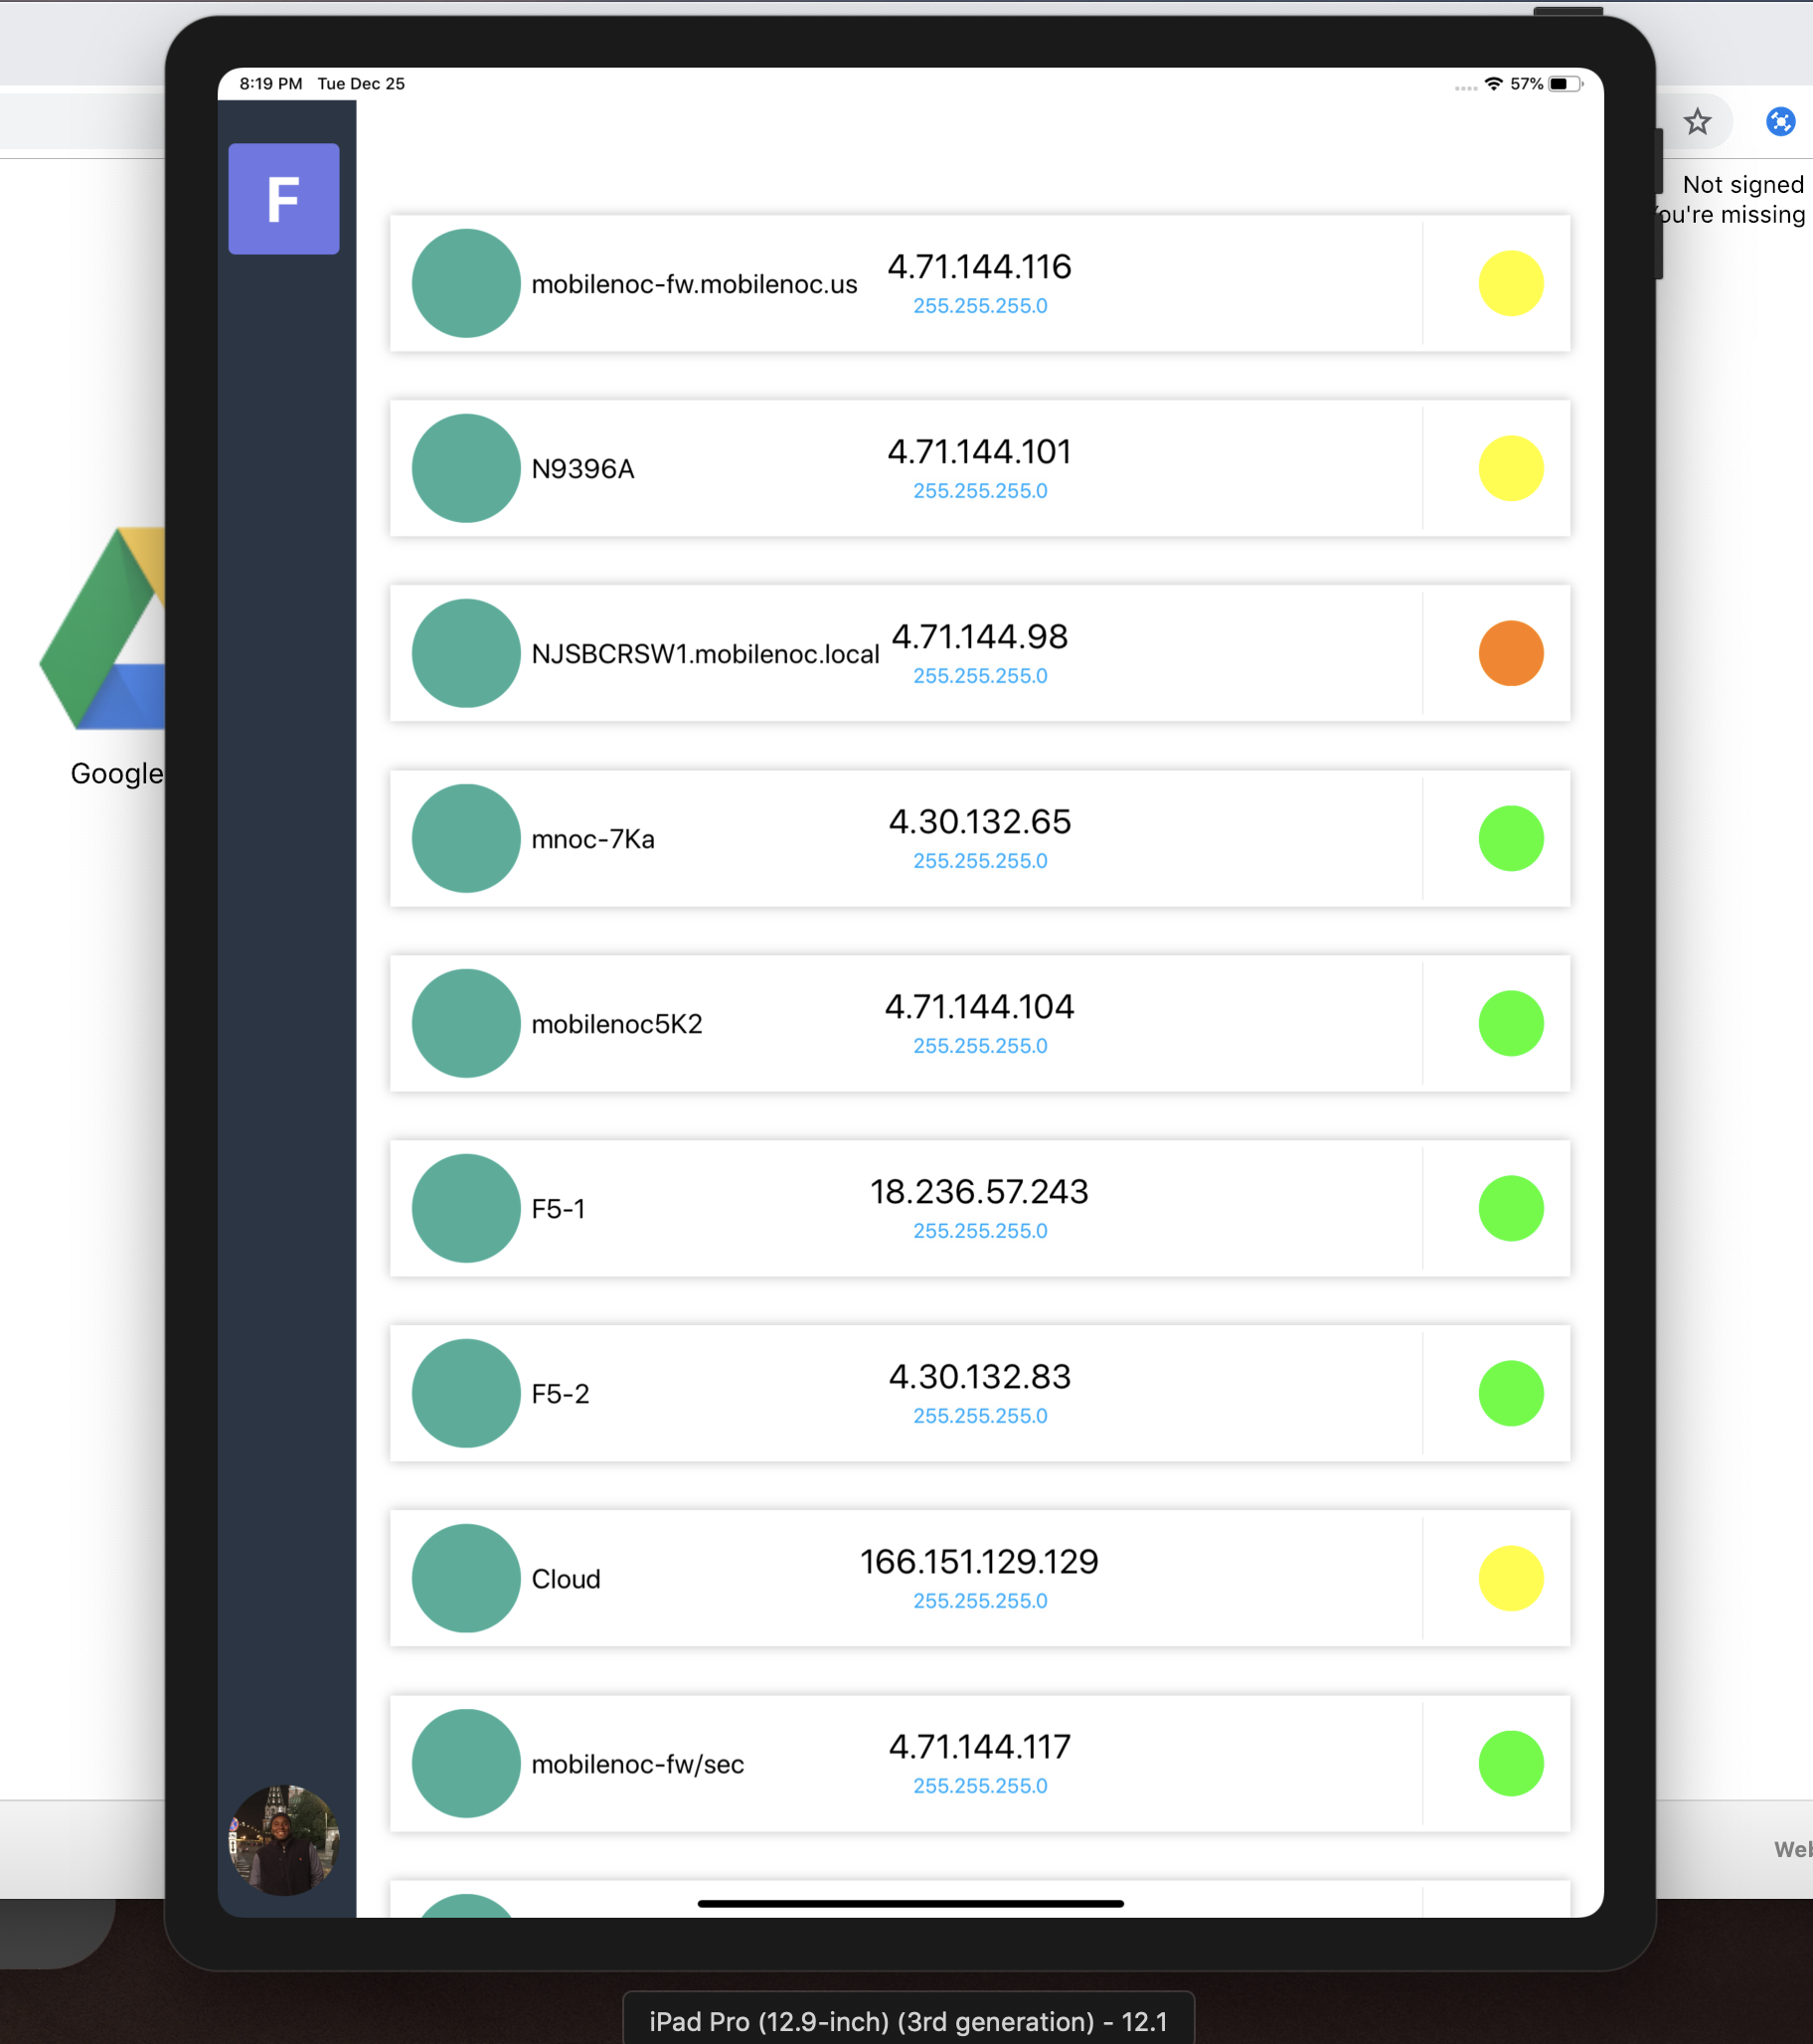 8:19 PM Tue Dec 25
57%
Not signed
ou're missing
F
mobilenoc-fw.mobilenoc.us
4.71.144.116
255.255.255.0
N9396A
4.71.144.101
255.255.255.0
NJSBCRSW1.mobilenoc.local
4.71.144.98
255.255.255.0
Google
mnoc-7Ka
4.30.132.65
255.255.255.0
mobilenoc5K2
4.71.144.104
255.255.255.0
F5-1
18.236.57.243
255.255.255.0
F5-2
4.30.132.83
255.255.255.0
Cloud
166.151.129.129
255.255.255.0
mobilenoc-fw/sec
4.71.144.117
255.255.255.0
Web
iPad Pro (12.9-inch) (3rd generation) - 12.1